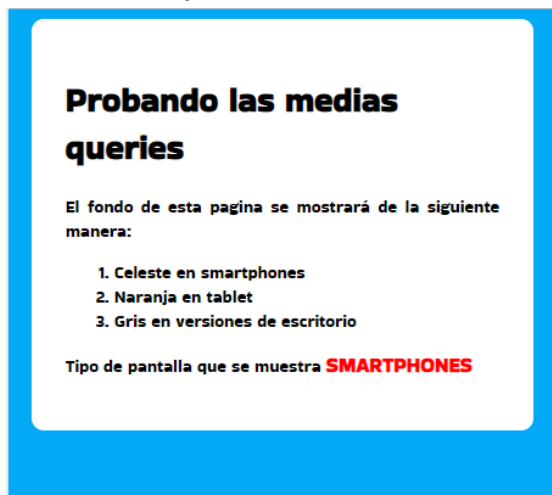 Probando las medias
queries
El fondo de esta pagina se mostrará de la siguiente
manera:
1. Celeste en smartphones
2. Naranja en tablet
3. Gris en versiones de escritorio
Tipo de pantalla que se muestra SMARTPHONES